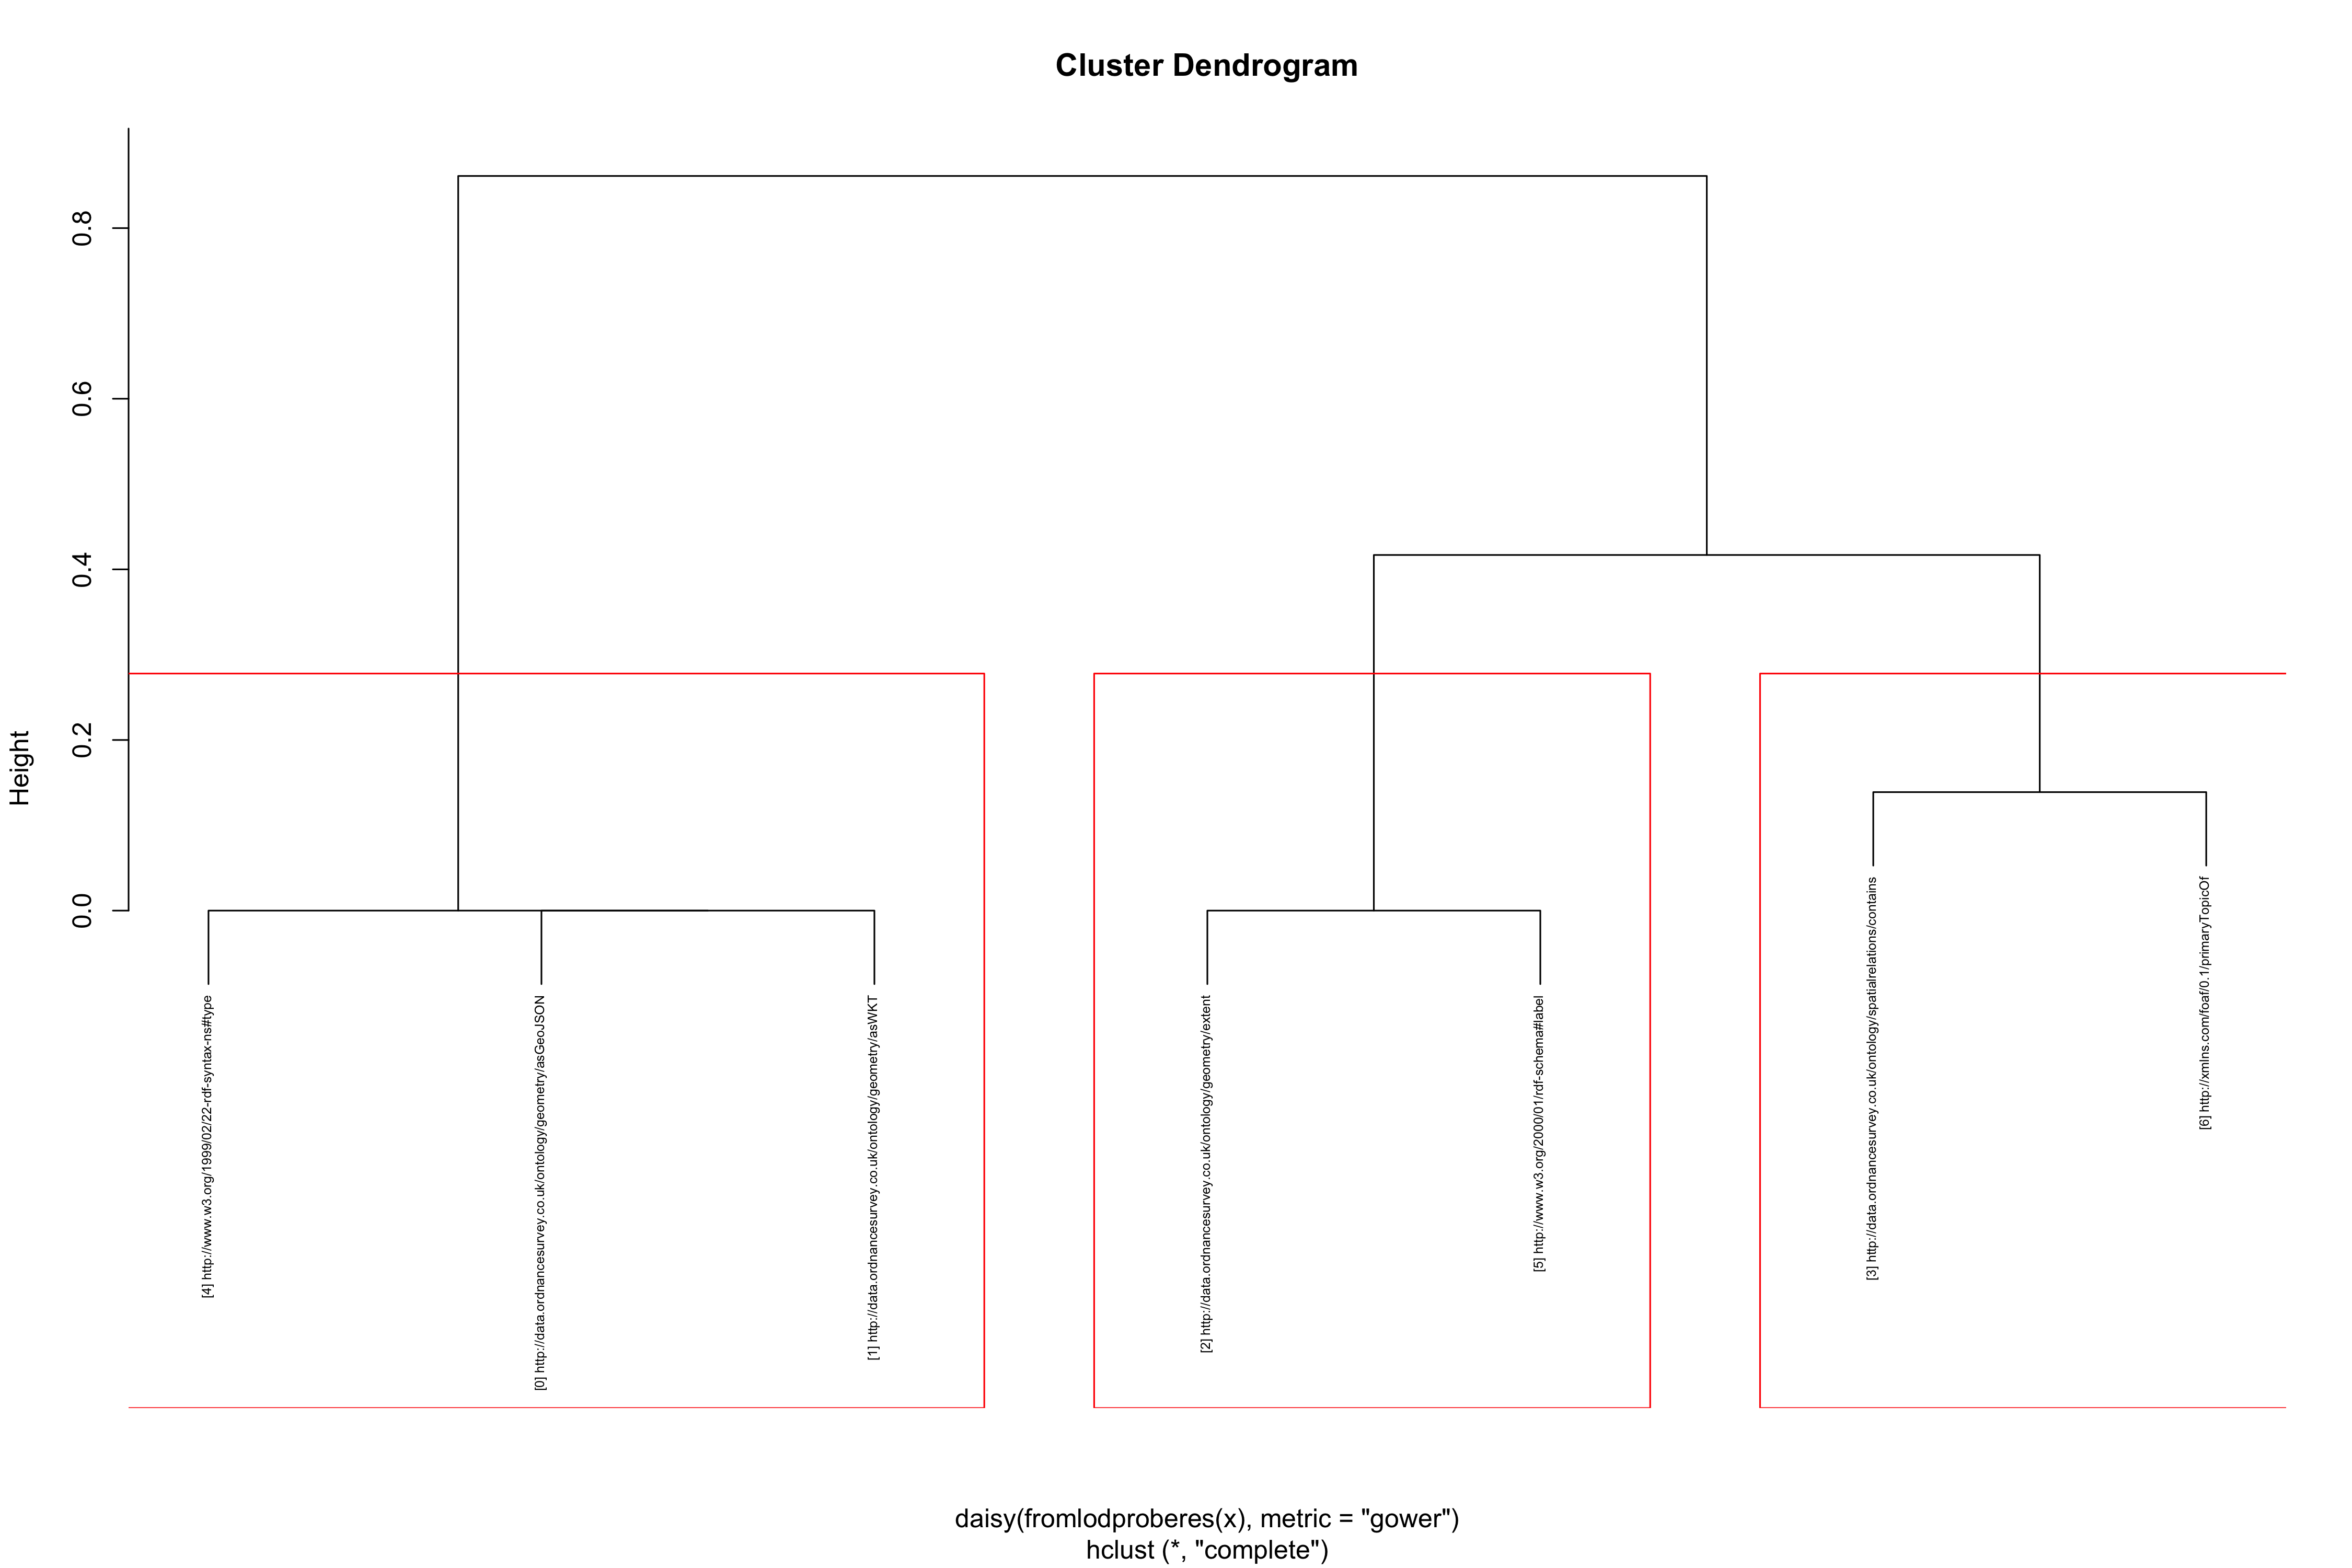 Cluster Dendrogram
Height
0.8
0.6
0.4
0.2
0.0
[4] http://www.w3.org/1999/02/22-rdf-syntax-ns#type
[0] http://data.ordnancesurvey.co.uk/ontology/geometry/asGeoJSON
[1] http://data.ordnancesurvey.co.uk/ontology/geometry/asWKT
[2] http://data.ordnancesurvey.co.uk/ontology/geometry/extent
[5] http://www.w3.org/2000/01/rdf-schema#label
[3] http://data.ordnancesurvey.co.uk/ontology/spatialrelations/contains
[6] http://xmlns.com/foaf/0.1/primaryTopicOf
daisy(fromlodproberes(x), metric = "gower")
hclust (*, "complete")